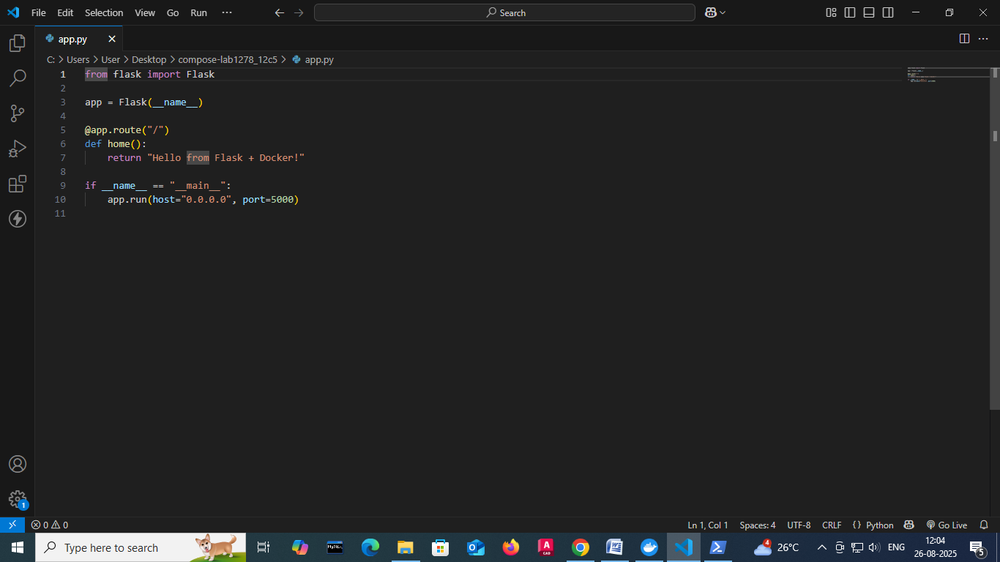 File Edit Selection View Go Run ··· Search
app.py
C: > Users > User > Desktop > compose-lab1278_12c5 > app.py
1 from flask import Flask
2
3 app = Flask(__name__)
4
5 @app.route("/")
6 def home():
7 return "Hello from Flask + Docker!"
8
9 if __name__ == "__main__":
10 app.run(host="0.0.0.0", port=5000)
11
1
0 0 Ln 1, Col 1 Spaces: 4 UTF-8 CRLF {} Python Go Live
Type here to search MySQL A CAD 26°C ENG 12:04
26-08-2025 5